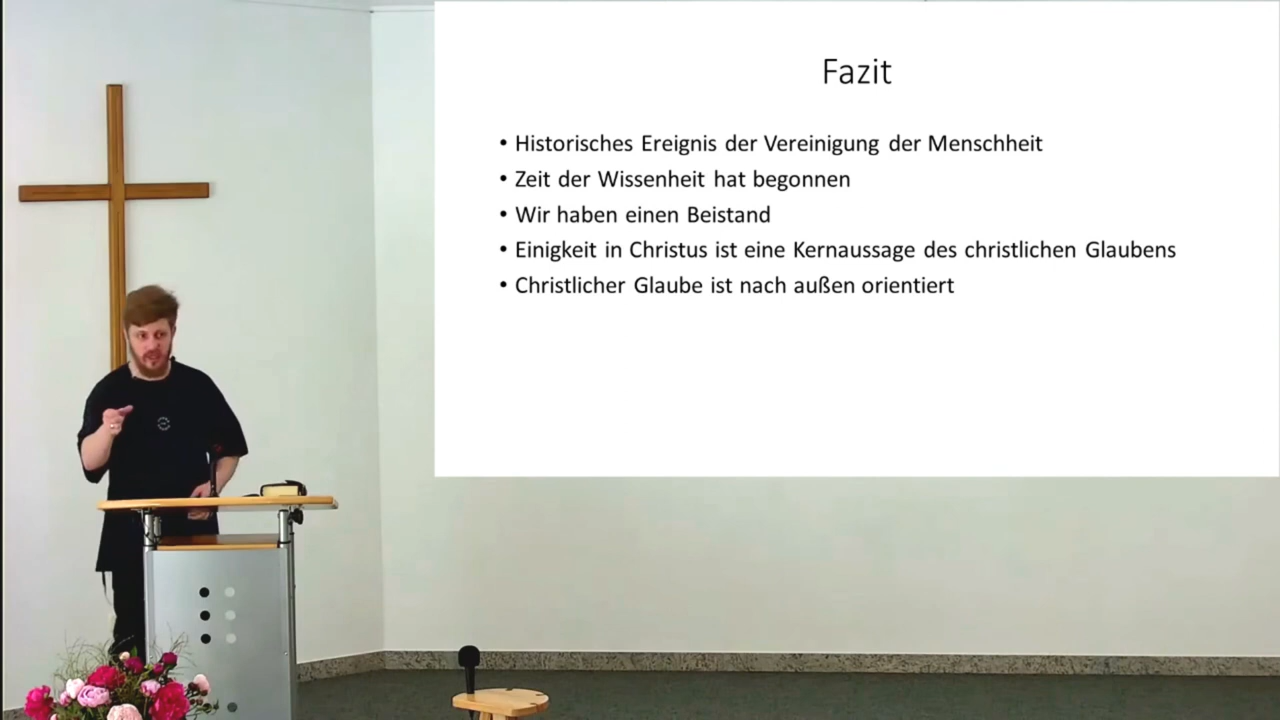 Fazit
• Historisches Ereignis der Vereinigung der Menschheit
• Zeit der Wissenheit hat begonnen
• Wir haben einen Beistand
• Einigkeit in Christus ist eine Kernaussage des christlichen Glaubens
• Christlicher Glaube ist nach außen orientiert